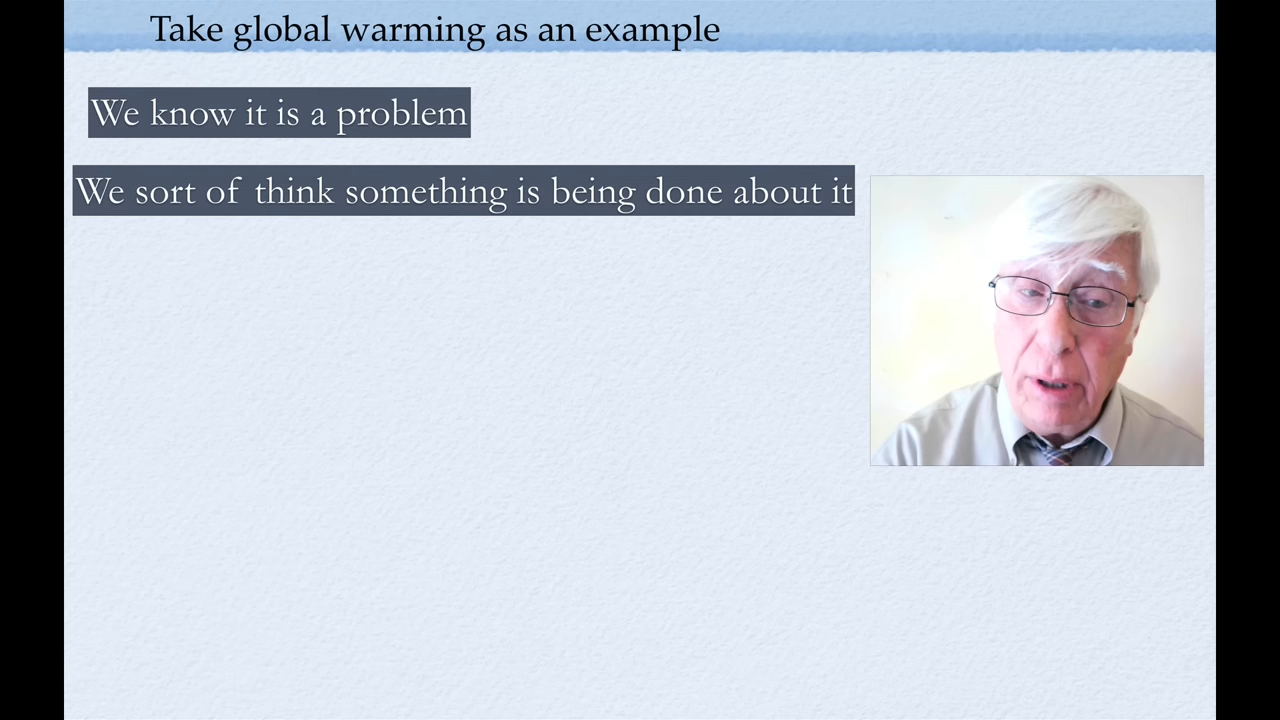 Take global warming as an example
We know it is a problem
We sort of think something is being done about it